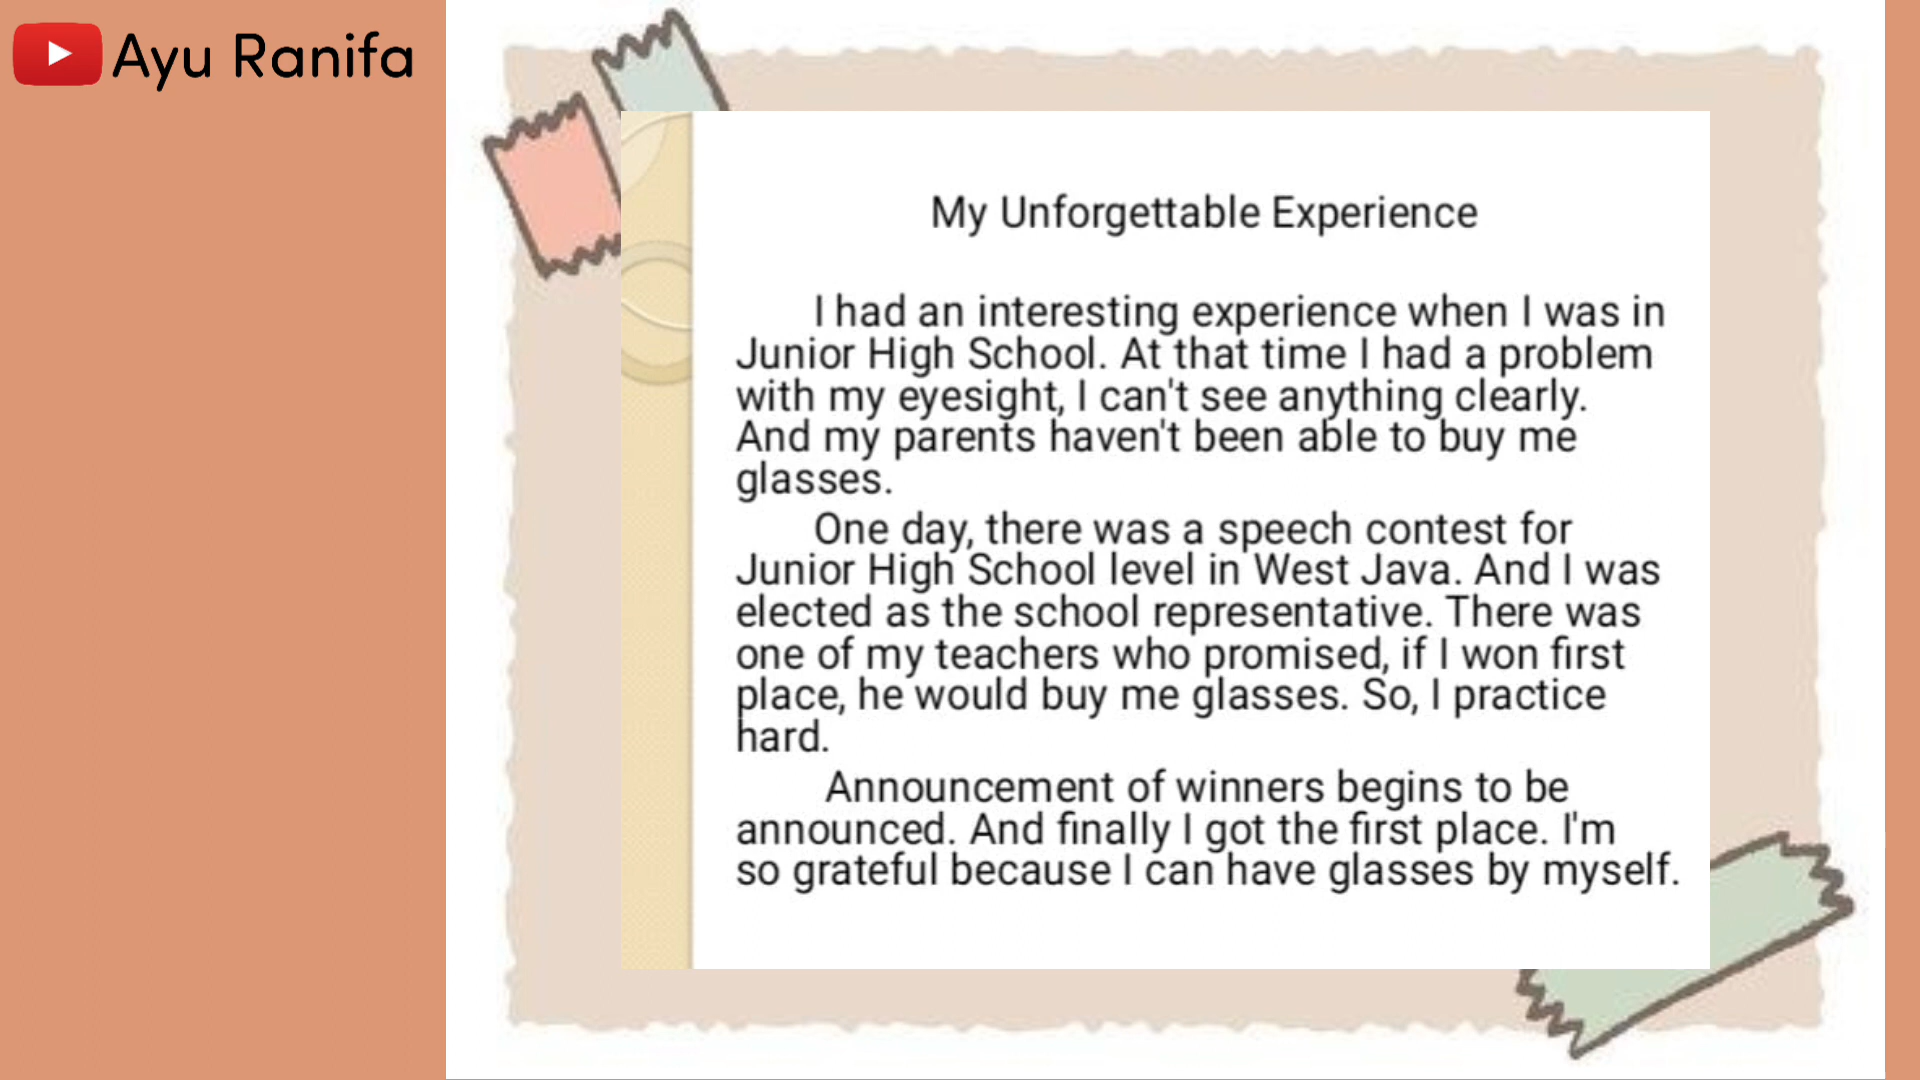 Ayu Ranifa
My Unforgettable Experience
I had an interesting experience when I was in
Junior High School. At that time I had a problem
with my eyesight, I can't see anything clearly.
And my parents haven't been able to buy me
glasses.
One day, there was a speech contest for
Junior High School level in West Java. And I was
elected as the school representative. There was
one of my teachers who promised, if I won first
place, he would buy me glasses. So, I practice
hard.
Announcement of winners begins to be
announced. And finally I got the first place. I'm
so grateful because I can have glasses by myself.